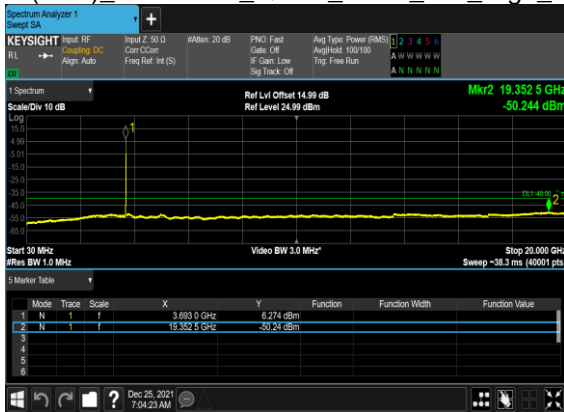 Spectrum Analyzer 1
Swept SA
KEYSIGHT
RL
Input: RF
Coupling: DC
Align: Auto
Input Z: 50 Ω
Corr CCorr
Freq Ref: Int (S)
#Atten: 20 dB
PNO: Fast
Gate: Off
IF Gain: Low
Sig Track: Off
Avg Type: Power (RMS)
Avg|Hold: 100/100
Trig: Free Run
1 2 3 4 5 6
A W W W W W
A N N N N N
1 Spectrum
Scale/Div 10 dB
Ref Lvl Offset 14.99 dB
Ref Level 24.99 dBm
Mkr2 19.352 5 GHz
-50.244 dBm
Log
15.0
4.99
-5.01
-15.0
-25.0
-35.0
-45.0
-55.0
-65.0
1
2
Start 30 MHz
#Res BW 1.0 MHz
Video BW 3.0 MHz*
Stop 20.000 GHz
Sweep ~38.3 ms (40001 pts)
5 Marker Table
Mode Trace Scale X Y Function Function Width Function Value
1 N 1 f 3.693 0 GHz 6.274 dBm
2 N 1 f 19.352 5 GHz -50.24 dBm
3
4
5
6
?
Dec 25, 2021
7:04:23 AM